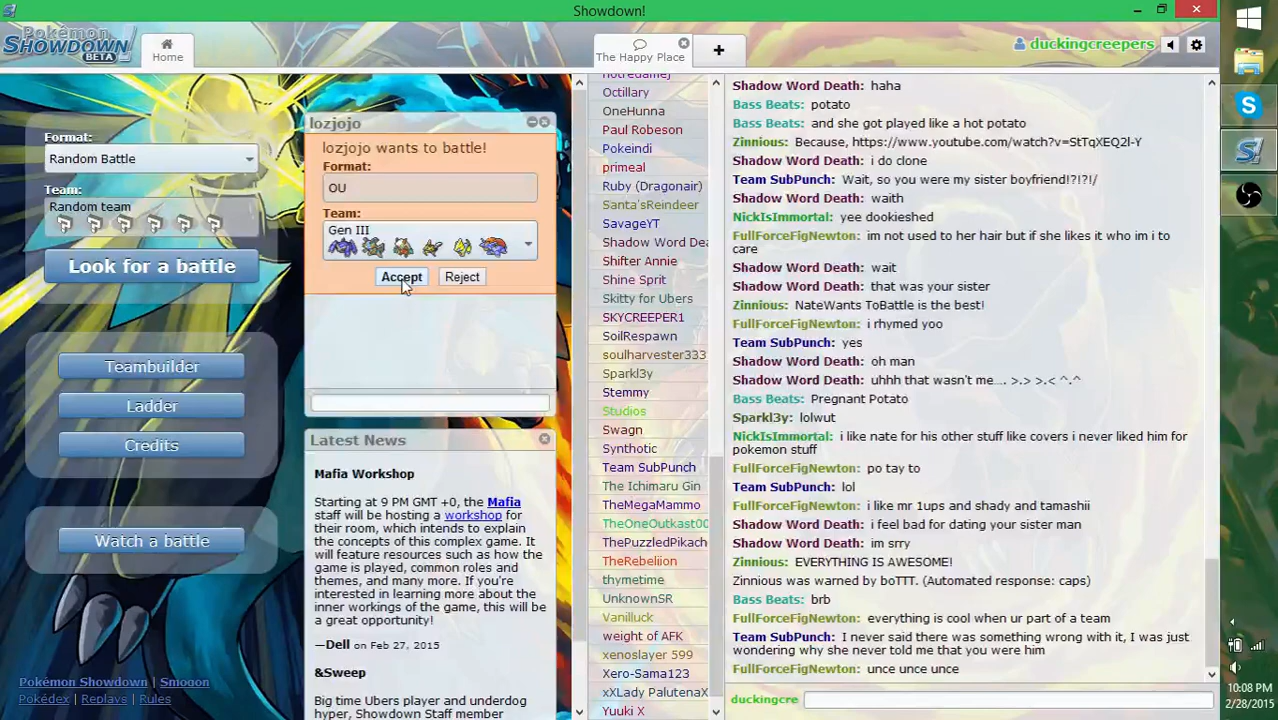 Showdown!
Pokémon
SHOWDOWN
BETA
Home
The Happy Place
duckingcreepers
Format:
Random Battle
Team:
Random team
Look for a battle
Teambuilder
Ladder
Credits
Watch a battle
Pokémon Showdown | Smogon
Pokédex | Replays | Rules
lozjojo
lozjojo wants to battle!
Format:
OU
Team:
Gen III
Accept Reject
Latest News
Mafia Workshop
Starting at 9 PM GMT +0, the Mafia
staff will be hosting a workshop for
their room, which intends to explain
the concepts of this complex game. It
will feature resources such as how the
game is played, common roles and
themes, and many more. If you're
interested in learning more about the
inner workings of the game, this will be
a great opportunity!
—Dell on Feb 27, 2015
&Sweep
Big time Ubers player and underdog
hyper, Showdown Staff member
notredamej
Octillary
OneHunna
Paul Robeson
Pokeindi
primeal
Ruby (Dragonair)
Santa'sReindeer
SavageYT
Shadow Word Dea
Shifter Annie
Shine Sprit
Skitty for Ubers
SKYCREEPER1
SoilRespawn
soulharvester333
Sparkl3y
Stemmy
Studios
Swagn
Synthotic
Team SubPunch
The Ichimaru Gin
TheMegaMammo
TheOneOutkast00
ThePuzzledPikach
TheRebeliion
thymetime
UnknownSR
Vanilluck
weight of AFK
xenoslayer 599
Xero-Sama123
xXLady PalutenaX
Yuuki X
Shadow Word Death: haha
Bass Beats: potato
Bass Beats: and she got played like a hot potato
Zinnious: Because, https://www.youtube.com/watch?v=StTqXEQ2l-Y
Shadow Word Death: i do clone
Team SubPunch: Wait, so you were my sister boyfriend?!?!?!/
Shadow Word Death: waith
NickIsImmortal: yee dookieshed
FullForceFigNewton: im not used to her hair but if she likes it who im i to
care
Shadow Word Death: wait
Shadow Word Death: that was your sister
Zinnious: NateWants ToBattle is the best!
FullForceFigNewton: i rhymed yoo
Team SubPunch: yes
Shadow Word Death: oh man
Shadow Word Death: uhhh that wasn't me.... >.> >.< ^.^
Bass Beats: Pregnant Potato
Sparkl3y: lolwut
NickIsImmortal: i like nate for his other stuff like covers i never liked him for
pokemon stuff
FullForceFigNewton: po tay to
Team SubPunch: lol
FullForceFigNewton: i like mr 1ups and shady and tamashii
Shadow Word Death: i feel bad for dating your sister man
Shadow Word Death: im srry
Zinnious: EVERYTHING IS AWESOME!
Zinnious was warned by boTTT. (Automated response: caps)
Bass Beats: brb
FullForceFigNewton: everything is cool when ur part of a team
Team SubPunch: I never said there was something wrong with it, I was just
wondering why she never told me that you were him
FullForceFigNewton: unce unce unce
duckingcre
10:08 PM
2/28/2015